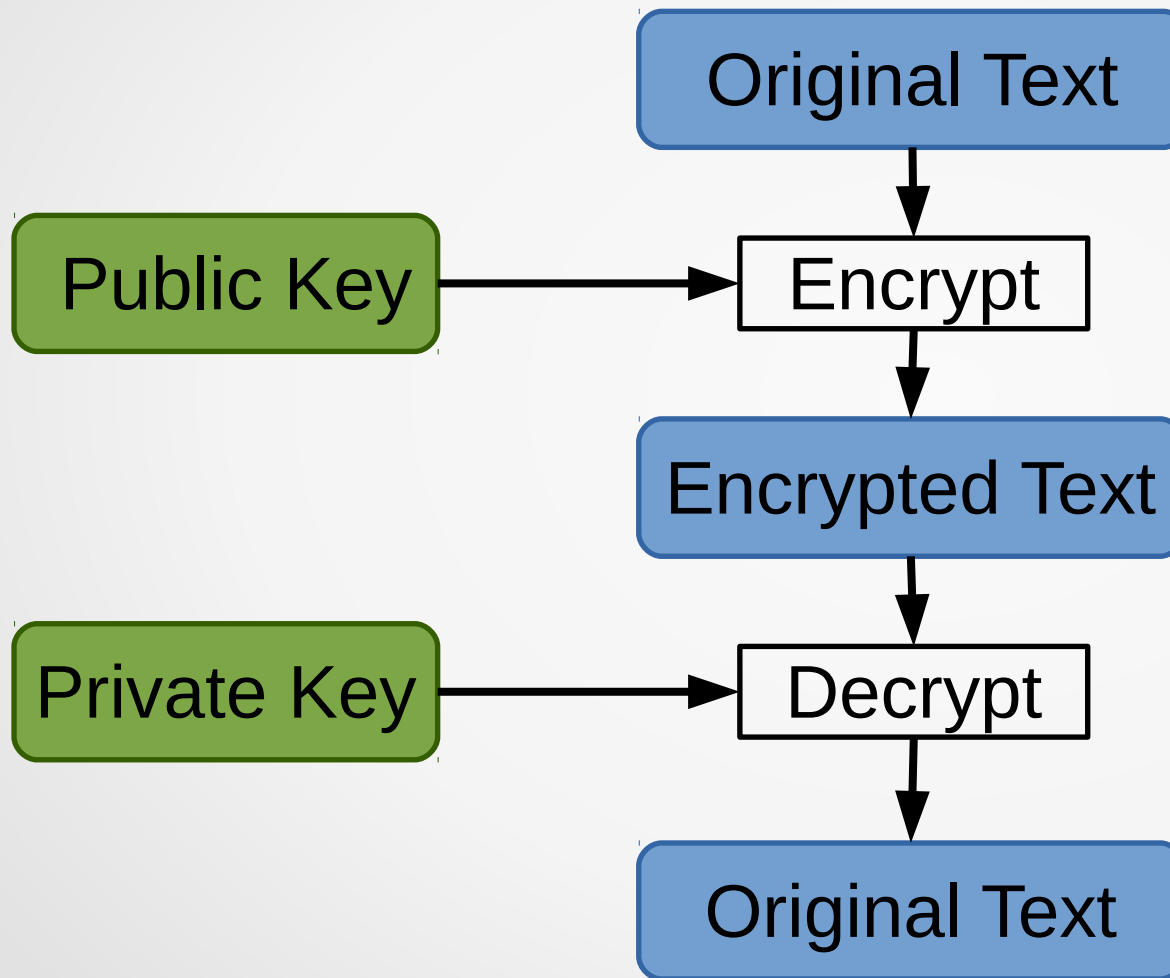 Original Text
Public Key
Encrypt
Encrypted Text
Private Key
Decrypt
Original Text